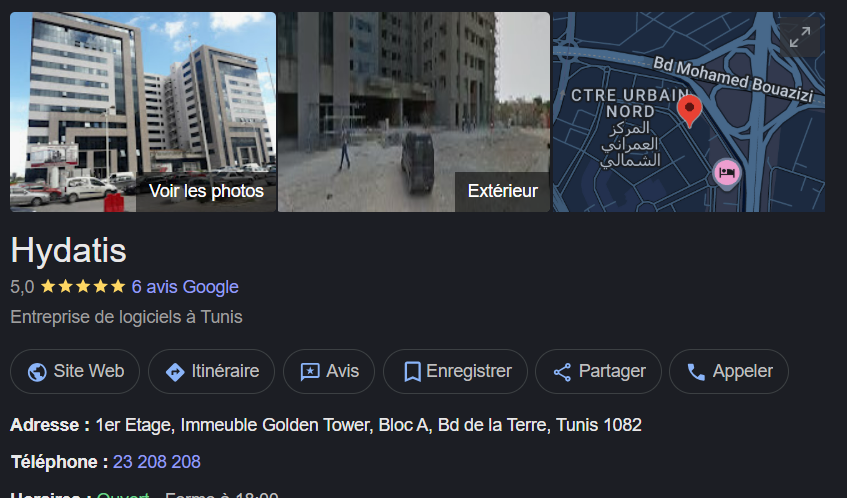 Voir les photos
Extérieur
Bd Mohamed Bouazizi
CTRE URBAIN
NORD
المركز
العمراني
الشمالي
Hydatis
5,0 6 avis Google
Entreprise de logiciels à Tunis
Site Web
Itinéraire
Avis
Enregistrer
Partager
Appeler
Adresse : 1er Etage, Immeuble Golden Tower, Bloc A, Bd de la Terre, Tunis 1082
Téléphone : 23 208 208
Horaires : Ouvert · Ferme à 18:00